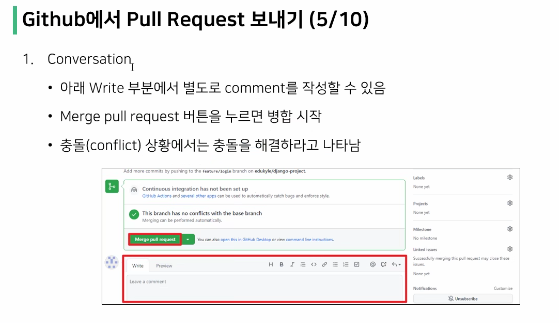 Github에서 Pull Request 보내기 (5/10)
1. Conversation
• 아래 Write 부분에서 별도로 comment를 작성할 수 있음
• Merge pull request 버튼을 누르면 병합 시작
• 충돌(conflict) 상황에서는 충돌을 해결하라고 나타남
Add more commits by pushing to the feature/login branch on edukyle/django-project.
Continuous integration has not been set up
GitHub Actions and several other apps can be used to automatically catch bugs and enforce style.
This branch has no conflicts with the base branch
Merging can be performed automatically.
Merge pull request
You can also open this in GitHub Desktop or view command line instructions.
Write Preview
H B I
Leave a comment
Labels
None yet
Projects
None yet
Milestone
No milestone
Linked issues
Successfully merging this pull request may close these
issues.
None yet
Notifications Customize
Unsubscribe